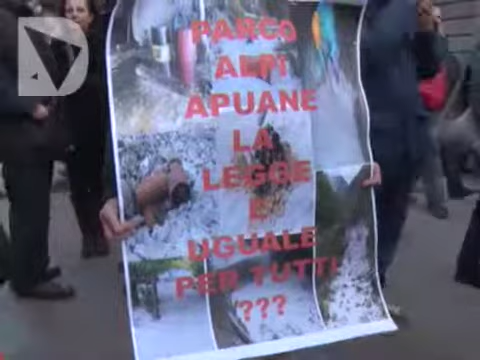 PARCO
ALPI
APUANE
LA
LEGGE
E
UGUALE
PER TUTTI
???